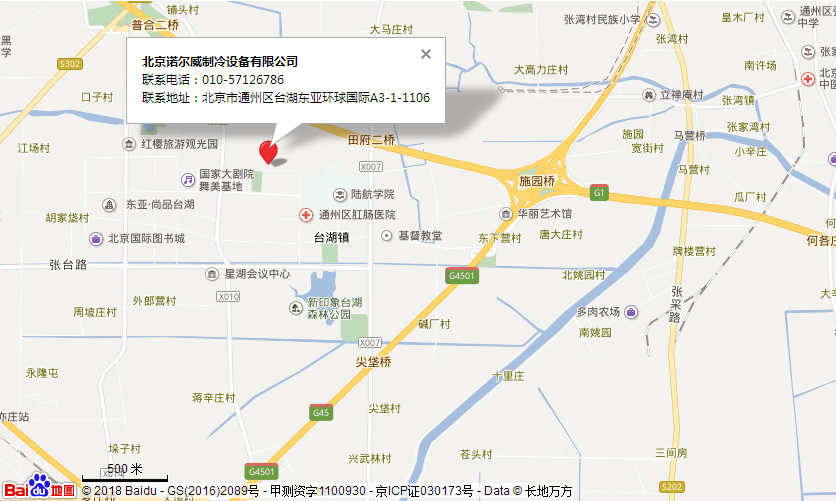 铺头村
普合二桥
大马庄村
张湾村民族小学
皇木厂村
通州区张
中学
黑
学
S302
北京诺尔威制冷设备有限公司
联系电话：010-57126786
联系地址：北京市通州区台湖东亚环球国际A3-1-1106
张湾村
南许场
大高力庄村
北京
中医
口子村
立禅庵村
张湾镇
江场村
红樱旅游观光园
田府二桥
施园
宽街村
马营桥
张家湾村
小辛庄
X007
国家大剧院
舞美基地
陆航学院
施园桥
G1
马营村
瓜厂村
胡家垡村
东亚·尚品台湖
通州区肛肠医院
华丽艺术馆
北京国际图书城
台湖镇
基督教堂
东下营村
唐大庄村
何各庄
牌楼营村
张台路
星湖会议中心
G4501
北姚园村
X010
外郎营村
周坡庄村
新印象台湖
森林公园
碱厂村
多肉农场
南姚园
张采路
大辛
X007
尖垡桥
永隆屯
十里庄
蒋辛庄村
G45
尖垡村
亦庄站
垛子村
兴武林村
苍头村
三间房
500 米
X014
G4501
S202
Bai du 地图
© 2018 Baidu - GS(2016)2089号 - 甲测资字1100930 - 京ICP证030173号 - Data © 长地万方